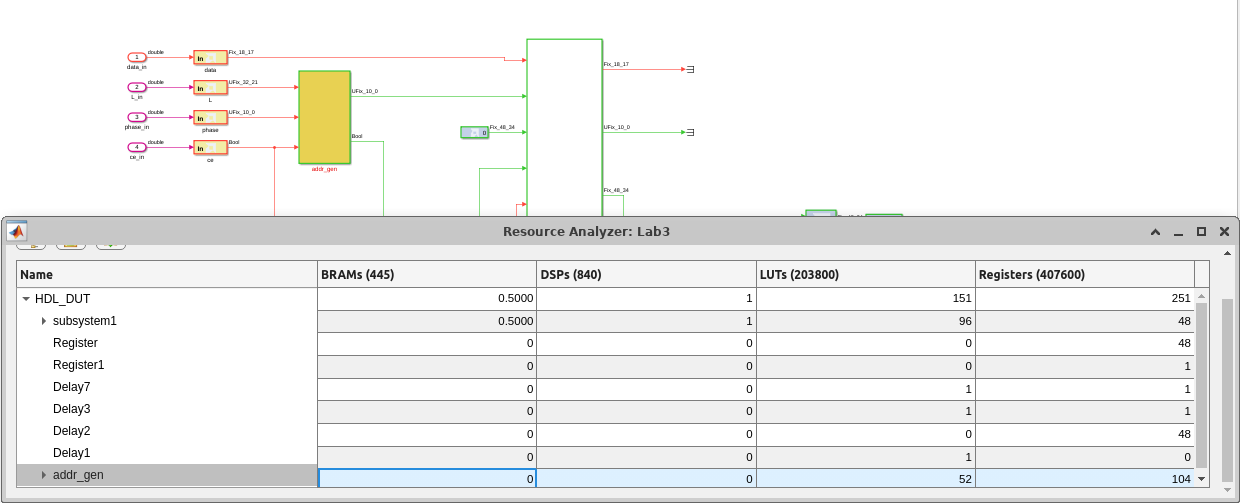 double
Fix_18_17
1
In
data_in
data
Fix_18_17
double
UFix_32_21
2
In
L_in
L
UFix_10_0
double
UFix_10_0
3
In
phase_in
phase
Fix_48_34
0
UFix_10_0
double
Bool
4
In
ce_in
ce
Bool
addr_gen
Fix_48_34
Resource Analyzer: Lab3
Name BRAMs (445) DSPs (840) LUTs (203800) Registers (407600)
HDL_DUT 0.5000 1 151 251
subsystem1 0.5000 1 96 48
Register 0 0 0 48
Register1 0 0 0 1
Delay7 0 0 1 1
Delay3 0 0 1 1
Delay2 0 0 0 48
Delay1 0 0 1 0
addr_gen 0 0 52 104